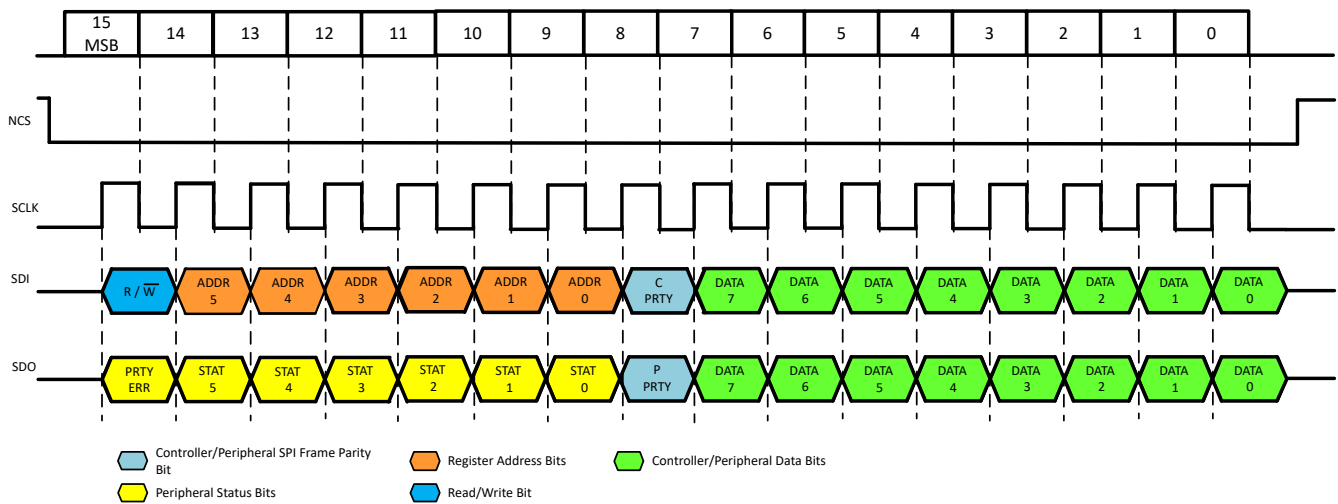 15
MSB
14
13
12
11
10
9
8
7
6
5
4
3
2
1
0
NCS
SCLK
SDI
R / W
ADDR
5
ADDR
4
ADDR
3
ADDR
2
ADDR
1
ADDR
0
C
PRTY
DATA
7
DATA
6
DATA
5
DATA
4
DATA
3
DATA
2
DATA
1
DATA
0
SDO
PRTY
ERR
STAT
5
STAT
4
STAT
3
STAT
2
STAT
1
STAT
0
P
PRTY
DATA
7
DATA
6
DATA
5
DATA
4
DATA
3
DATA
2
DATA
1
DATA
0
Controller/Peripheral SPI Frame Parity
Bit
Register Address Bits
Controller/Peripheral Data Bits
Peripheral Status Bits
Read/Write Bit